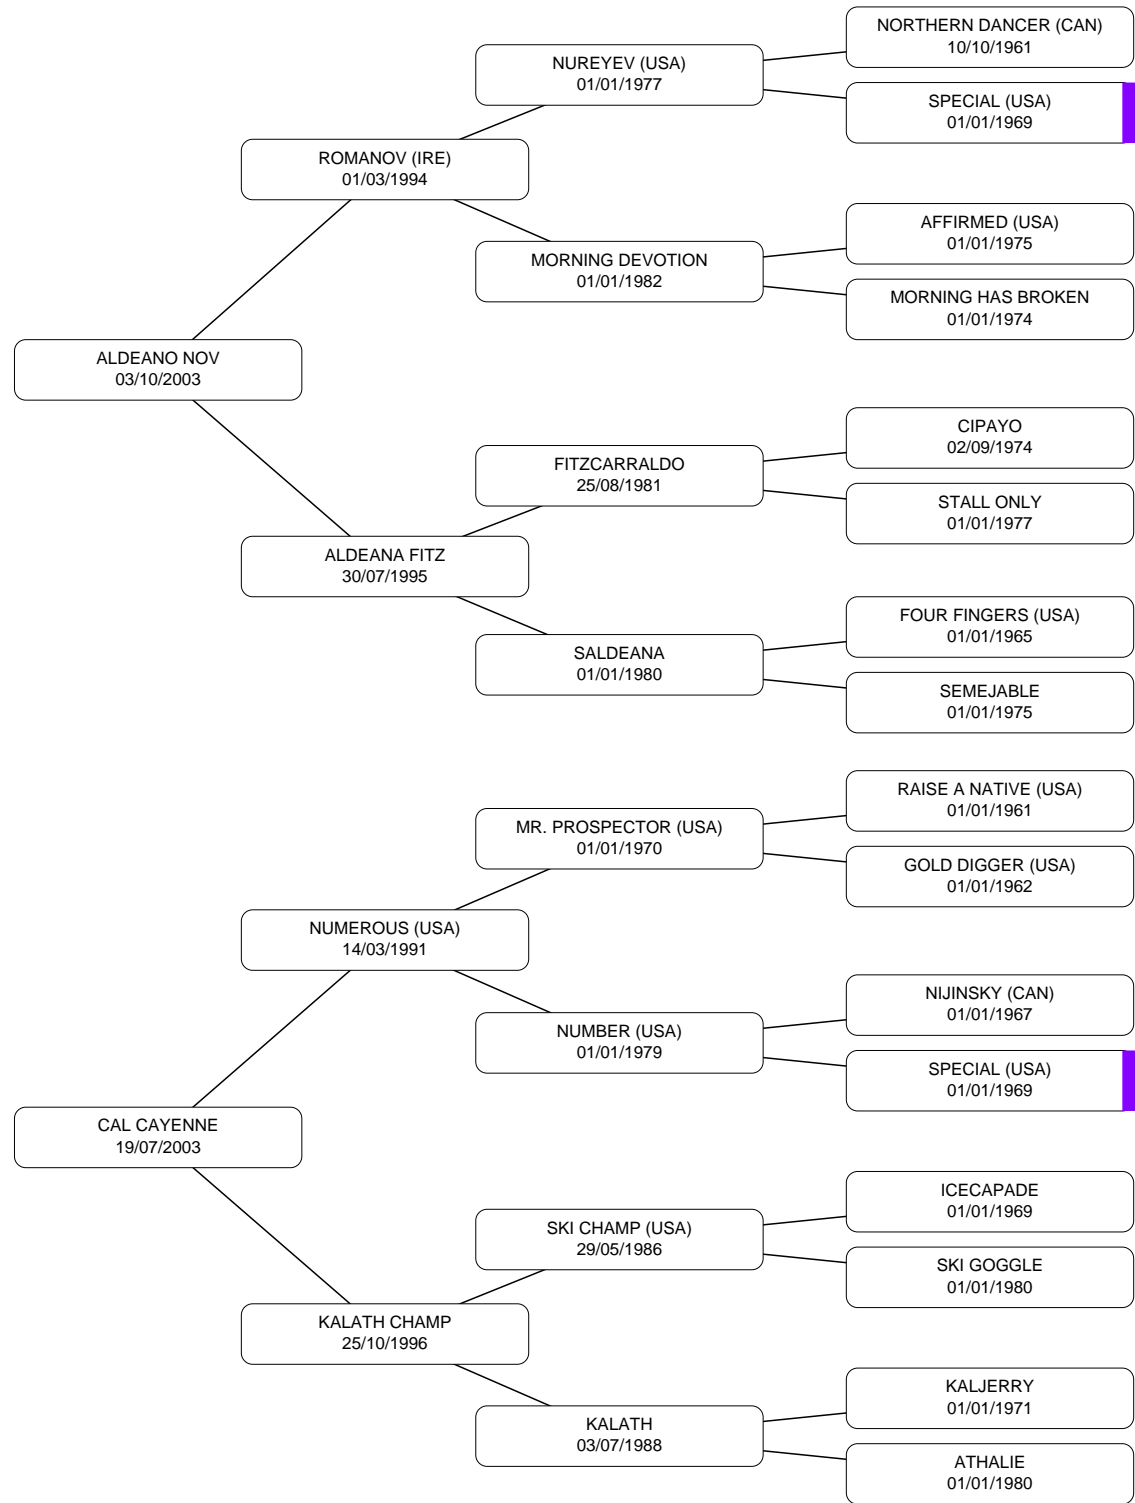 NORTHERN DANCER (CAN)
10/10/1961
NUREYEV (USA)
01/01/1977
SPECIAL (USA)
01/01/1969
ROMANOV (IRE)
01/03/1994
AFFIRMED (USA)
01/01/1975
MORNING DEVOTION
01/01/1982
MORNING HAS BROKEN
01/01/1974
ALDEANO NOV
03/10/2003
CIPAYO
02/09/1974
FITZCARRALDO
25/08/1981
STALL ONLY
01/01/1977
ALDEANA FITZ
30/07/1995
FOUR FINGERS (USA)
01/01/1965
SALDEANA
01/01/1980
SEMEJABLE
01/01/1975
RAISE A NATIVE (USA)
01/01/1961
MR. PROSPECTOR (USA)
01/01/1970
GOLD DIGGER (USA)
01/01/1962
NUMEROUS (USA)
14/03/1991
NIJINSKY (CAN)
01/01/1967
NUMBER (USA)
01/01/1979
SPECIAL (USA)
01/01/1969
CAL CAYENNE
19/07/2003
ICECAPADE
01/01/1969
SKI CHAMP (USA)
29/05/1986
SKI GOGGLE
01/01/1980
KALATH CHAMP
25/10/1996
KALJERRY
01/01/1971
KALATH
03/07/1988
ATHALIE
01/01/1980